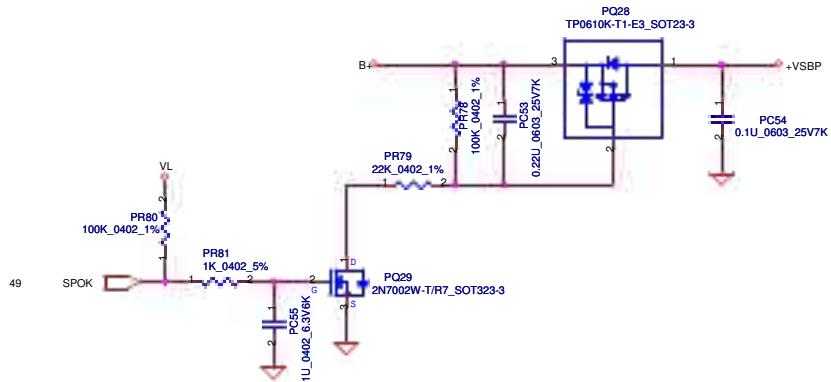 PQ28
TP0610K-T1-E3_SOT23-3
B+
3
1
+VSBP
1
2
PR78
100K_0402_1%
1
2
PC53
0.22U_0603_25V7K
2
1
2
PC54
0.1U_0603_25V7K
PR79
22K_0402_1%
1
2
VL
2
1
PR80
100K_0402_1%
PR81
1K_0402_5%
1
2
49
SPOK
1
D
2
G
3
S
PQ29
2N7002W-T/R7_SOT323-3
1
2
PC55
1U_0402_6.3V6K